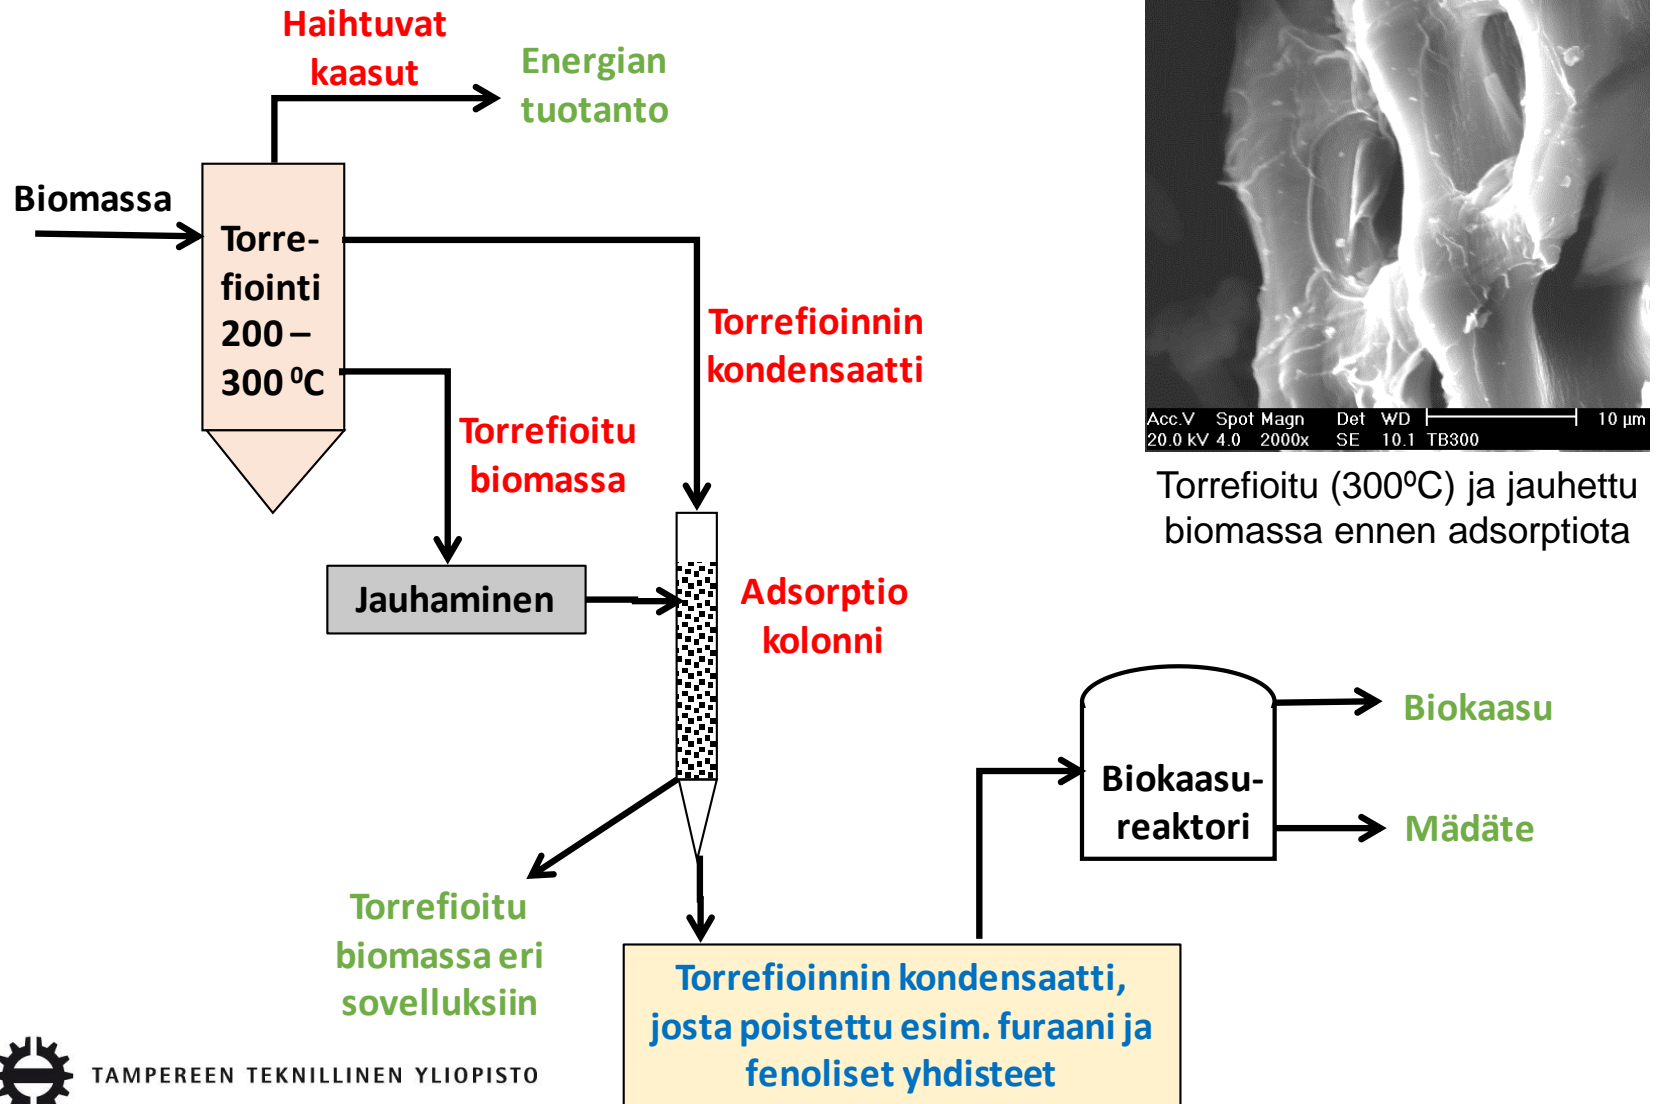 Haihtuvat
kaasut
Energian
tuotanto
Biomassa
Torre-
fiointi
200 –
300 ⁰C
Torrefioinnin
kondensaatti
Torrefioitu
biomassa
Jauhaminen
Adsorptio
kolonni
Acc.V Spot Magn Det WD 10 µm
20.0 kV 4.0 2000x SE 10.1 TB300
Torrefioitu (300⁰C) ja jauhettu
biomassa ennen adsorptiota
Biokaasu-
reaktori
Biokaasu
Mädäte
Torrefioitu
biomassa eri
sovelluksiin
Torrefioinnin kondensaatti,
josta poistettu esim. furaani ja
fenoliset yhdisteet
TAMPEREEN TEKNILLINEN YLIOPISTO